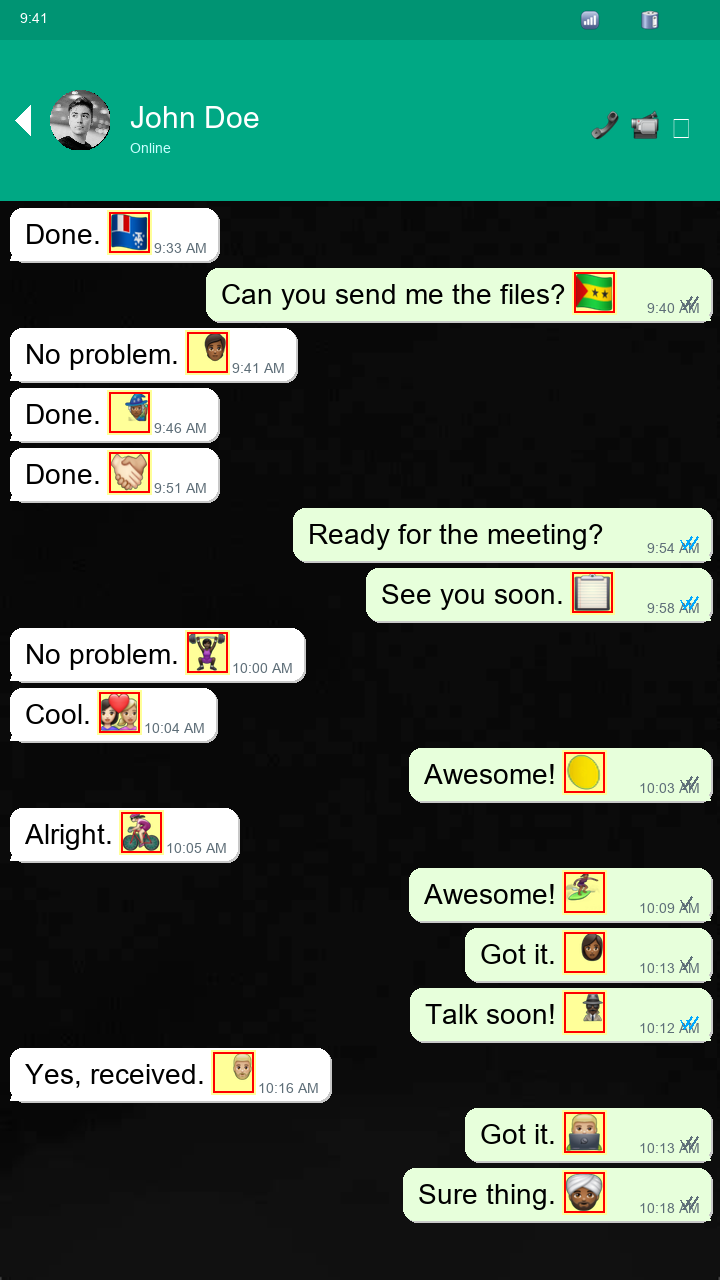 9:41
John Doe
Online
Done. 🇹🇫 9:33 AM
Can you send me the files? 🇸🇹 9:40 AM
No problem. 9:41 AM
Done. 9:46 AM
Done. 🤝🏻 9:51 AM
Ready for the meeting? 9:54 AM
See you soon. 📋 9:58 AM
No problem. 10:00 AM
Cool. 10:04 AM
Awesome! 10:03 AM
Alright. 10:05 AM
Awesome! 10:09 AM
Got it. 10:13 AM
Talk soon! 10:12 AM
Yes, received. 10:16 AM
Got it. 10:13 AM
Sure thing. 10:18 AM